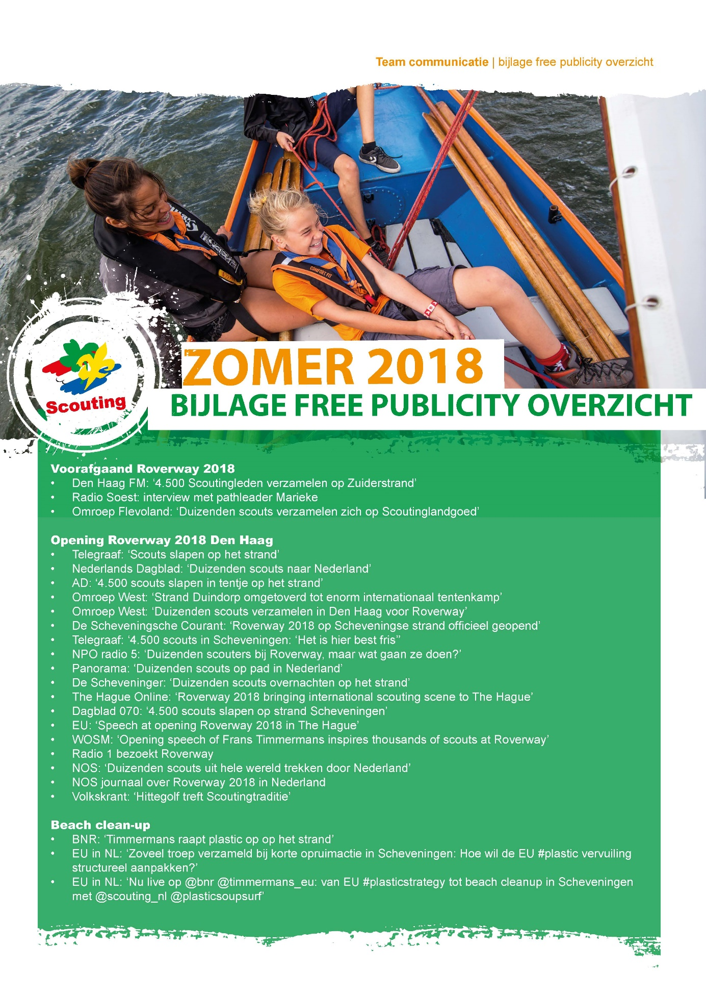 Team communicatie | bijlage free publicity overzicht
COMFORT FIT
Scouting
ZOMER 2018
BIJLAGE FREE PUBLICITY OVERZICHT
Voorafgaand Roverway 2018
• Den Haag FM: ‘4.500 Scoutingleden verzamelen op Zuiderstrand’
• Radio Soest: interview met pathleader Marieke
• Omroep Flevoland: ‘Duizenden scouts verzamelen zich op Scoutinglandgoed’
Opening Roverway 2018 Den Haag
• Telegraaf: ‘Scouts slapen op het strand’
• Nederlands Dagblad: ‘Duizenden scouts naar Nederland’
• AD: ‘4.500 scouts slapen in tentje op het strand’
• Omroep West: ‘Strand Duindorp omgetoverd tot enorm internationaal tentenkamp’
• Omroep West: ‘Duizenden scouts verzamelen in Den Haag voor Roverway’
• De Scheveningsche Courant: ‘Roverway 2018 op Scheveningse strand officieel geopend’
• Telegraaf: ‘4.500 scouts in Scheveningen: ‘Het is hier best fris’’
• NPO radio 5: ‘Duizenden scouters bij Roverway, maar wat gaan ze doen?’
• Panorama: ‘Duizenden scouts op pad in Nederland’
• De Scheveninger: ‘Duizenden scouts overnachten op het strand’
• The Hague Online: ‘Roverway 2018 bringing international scouting scene to The Hague’
• Dagblad 070: ‘4.500 scouts slapen op strand Scheveningen’
• EU: ‘Speech at opening Roverway 2018 in The Hague’
• WOSM: ‘Opening speech of Frans Timmermans inspires thousands of scouts at Roverway’
• Radio 1 bezoekt Roverway
• NOS: ‘Duizenden scouts uit hele wereld trekken door Nederland’
• NOS journaal over Roverway 2018 in Nederland
• Volkskrant: ‘Hittegolf treft Scoutingtraditie’
Beach clean-up
• BNR: ‘Timmermans raapt plastic op op het strand’
• EU in NL: ‘Zoveel troep verzameld bij korte opruimactie in Scheveningen: Hoe wil de EU #plastic vervuiling
structureel aanpakken?’
• EU in NL: ‘Nu live op @bnr @timmermans_eu: van EU #plasticstrategy tot beach cleanup in Scheveningen
met @scouting_nl @plasticsoupsurf’